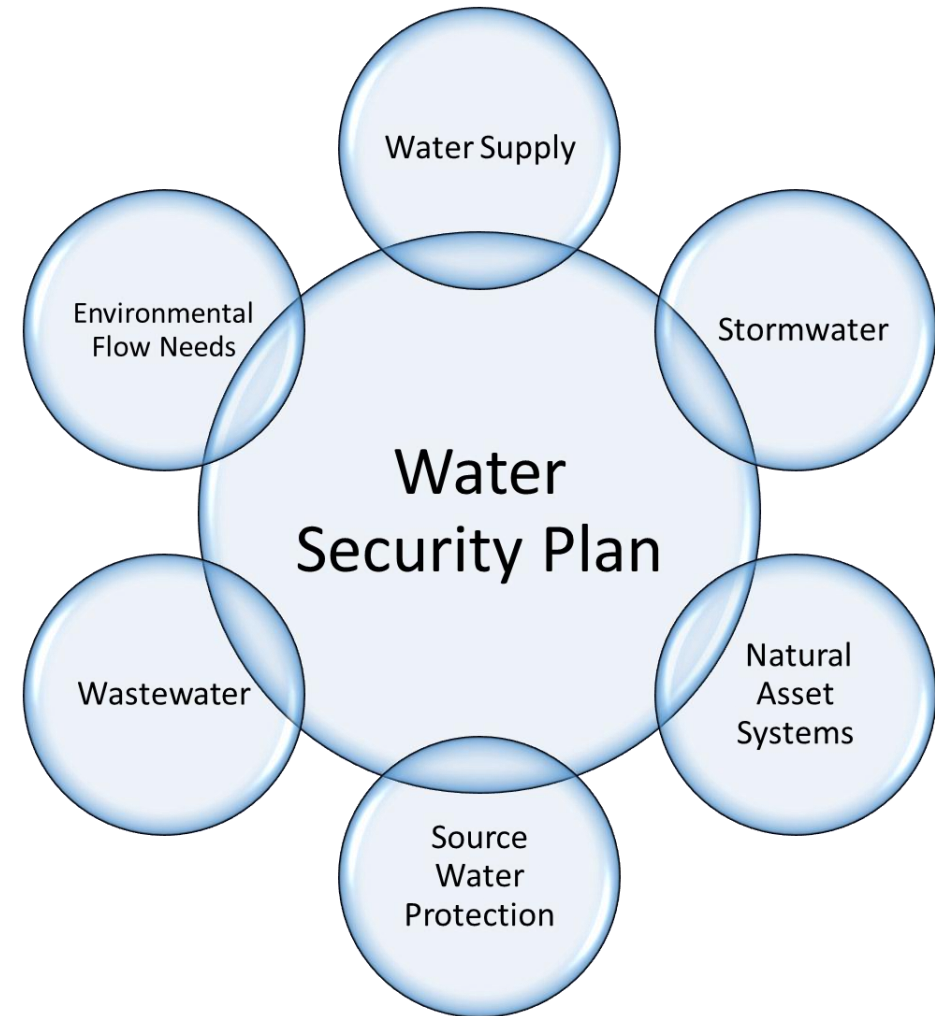 Water Supply
Stormwater
Natural
Asset
Systems
Source
Water
Protection
Wastewater
Environmental
Flow Needs
Water
Security Plan